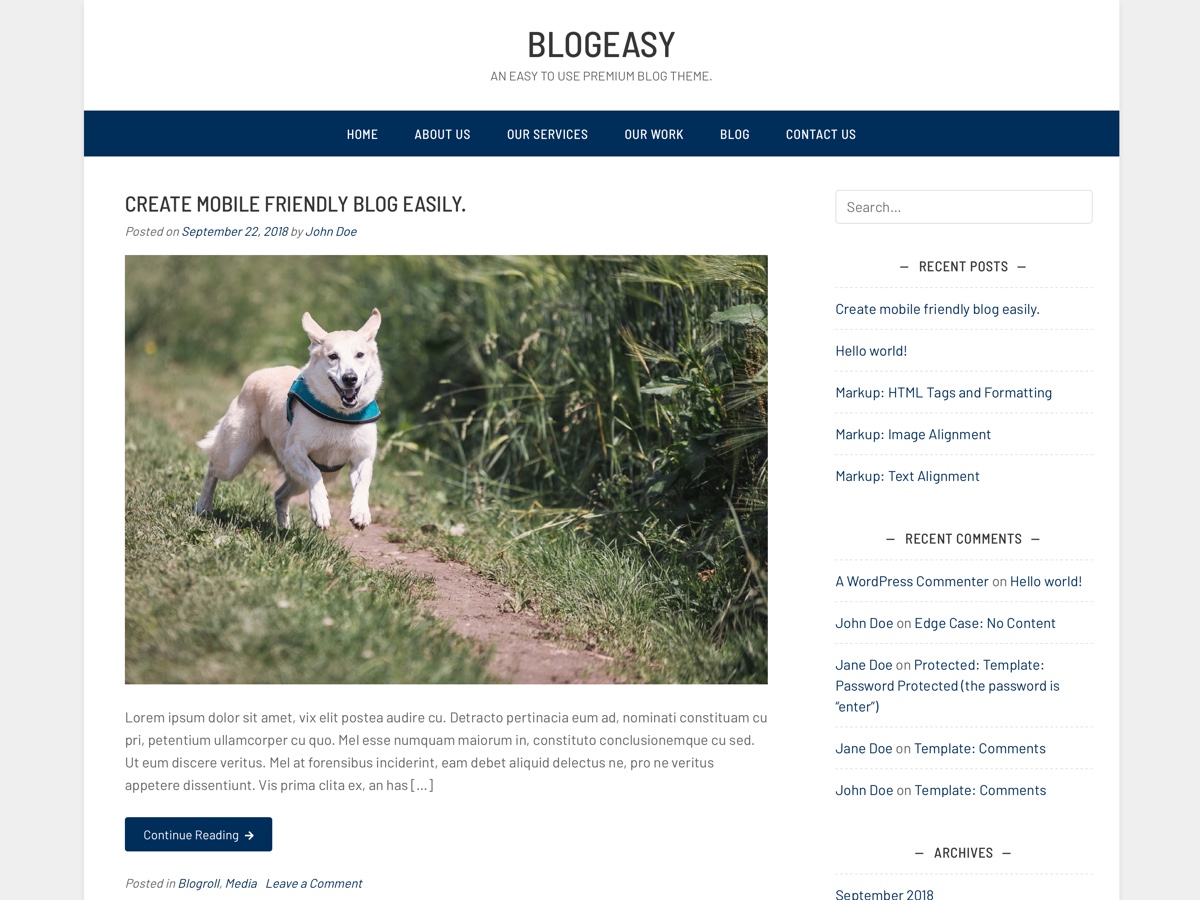 BLOGEASY
AN EASY TO USE PREMIUM BLOG THEME.
HOME ABOUT US OUR SERVICES OUR WORK BLOG CONTACT US
CREATE MOBILE FRIENDLY BLOG EASILY.
Posted on September 22, 2018 by John Doe
Lorem ipsum dolor sit amet, vix elit postea audire cu. Detracto pertinacia eum ad, nominati constituam cu
pri, petentium ullamcorper cu quo. Mel esse numquam maiorum in, constituto conclusionemque cu sed.
Ut eum discere veritus. Mel at forensibus inciderint, eam debet aliquid delectus ne, pro ne veritus
appetere dissentiunt. Vis prima clita ex, an has [...]
Continue Reading →
Posted in Blogroll, Media Leave a Comment
Search...
– RECENT POSTS –
Create mobile friendly blog easily.
Hello world!
Markup: HTML Tags and Formatting
Markup: Image Alignment
Markup: Text Alignment
– RECENT COMMENTS –
A WordPress Commenter on Hello world!
John Doe on Edge Case: No Content
Jane Doe on Protected: Template:
Password Protected (the password is
“enter”)
Jane Doe on Template: Comments
John Doe on Template: Comments
– ARCHIVES –
September 2018